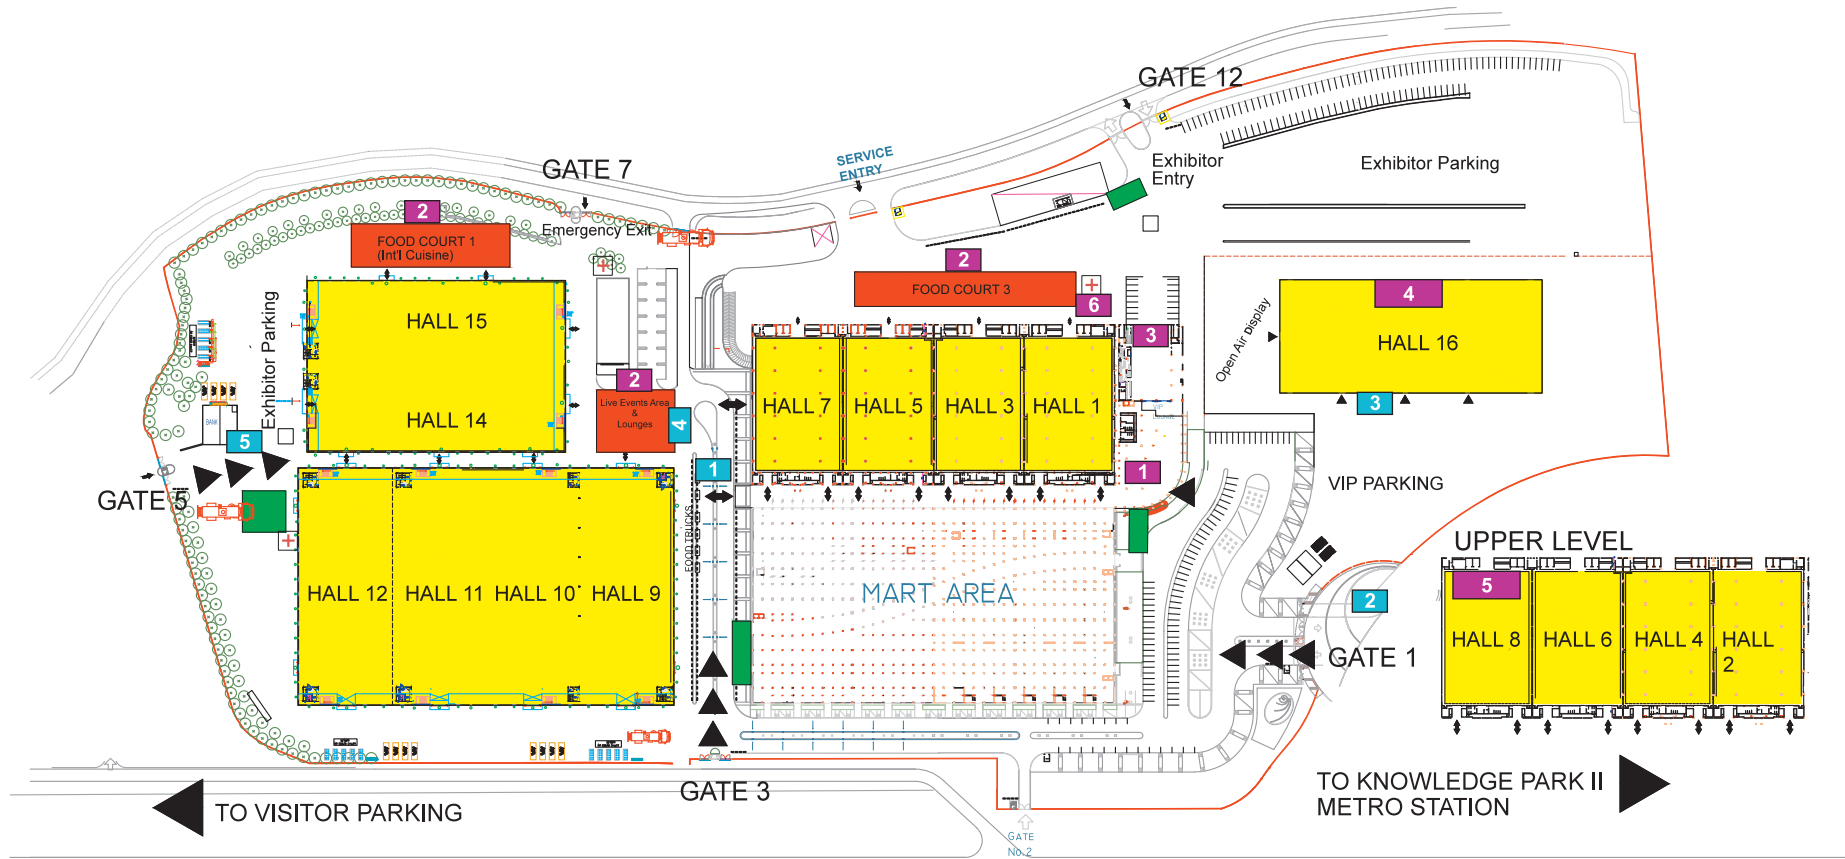 GATE 12
SERVICE
ENTRY
Exhibitor
Entry
Exhibitor Parking
GATE 7
2
Emergency Exit
FOOD COURT 1
(Int'l Cuisine)
2
FOOD COURT 3
6
3
4
HALL 15
HALL 14
Exhibitor Parking
Open Air Display
HALL 16
3
2
Live Events Area
&
Lounges
4
HALL 7
HALL 5
HALL 3
HALL 1
VIP
BANK
5
1
1
GATE 5
VIP PARKING
FOOD TRUCKS
UPPER LEVEL
HALL 12
HALL 11
HALL 10
HALL 9
MART AREA
2
5
HALL 8
HALL 6
HALL 4
HALL
2
GATE 1
GATE 3
TO VISITOR PARKING
TO KNOWLEDGE PARK II
METRO STATION
GATE
No.2